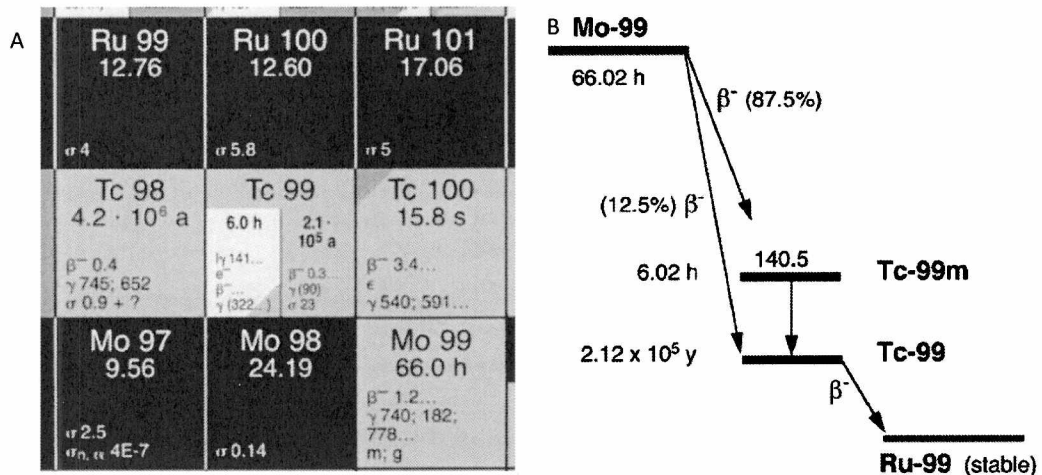 A
Ru 99
12.76
σ 4
Ru 100
12.60
σ 5.8
Ru 101
17.06
σ 5
Tc 98
4.2 · 10⁶ a
β⁻ 0.4
γ 745; 652
σ 0.9 + ?
Tc 99
6.0 h
Iγ 141...
e⁻
β⁻...
γ (322...)
2.1 ·
10⁵ a
β⁻ 0.3...
γ (90)
σ 23
Tc 100
15.8 s
β⁻ 3.4...
ε
γ 540; 591...
Mo 97
9.56
σ 2.5
σn, α 4E-7
Mo 98
24.19
σ 0.14
Mo 99
66.0 h
β⁻ 1.2...
γ 740; 182;
778...
m; g
B
Mo-99
66.02 h
β⁻ (87.5%)
(12.5%) β⁻
6.02 h
140.5
Tc-99m
2.12 x 10⁵ y
Tc-99
β⁻
Ru-99 (stable)